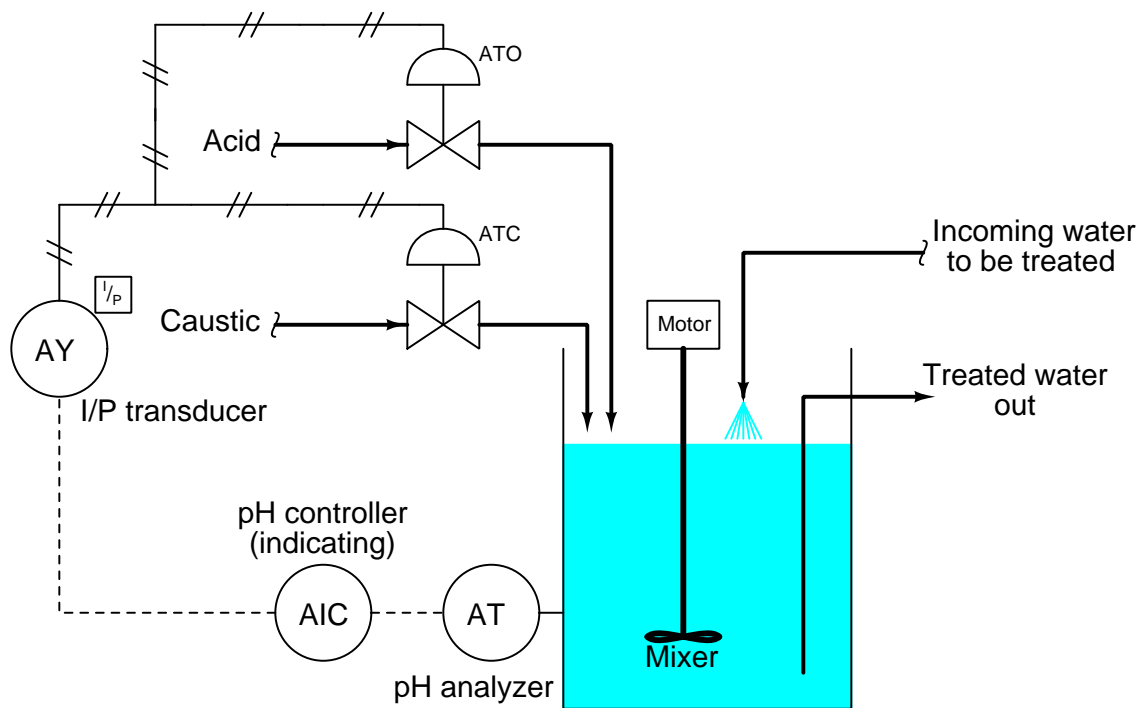 ATO
Acid
ATC
Incoming water
to be treated
I/P
Caustic
Motor
AY
Treated water
out
I/P transducer
pH controller
(indicating)
AIC
AT
Mixer
pH analyzer